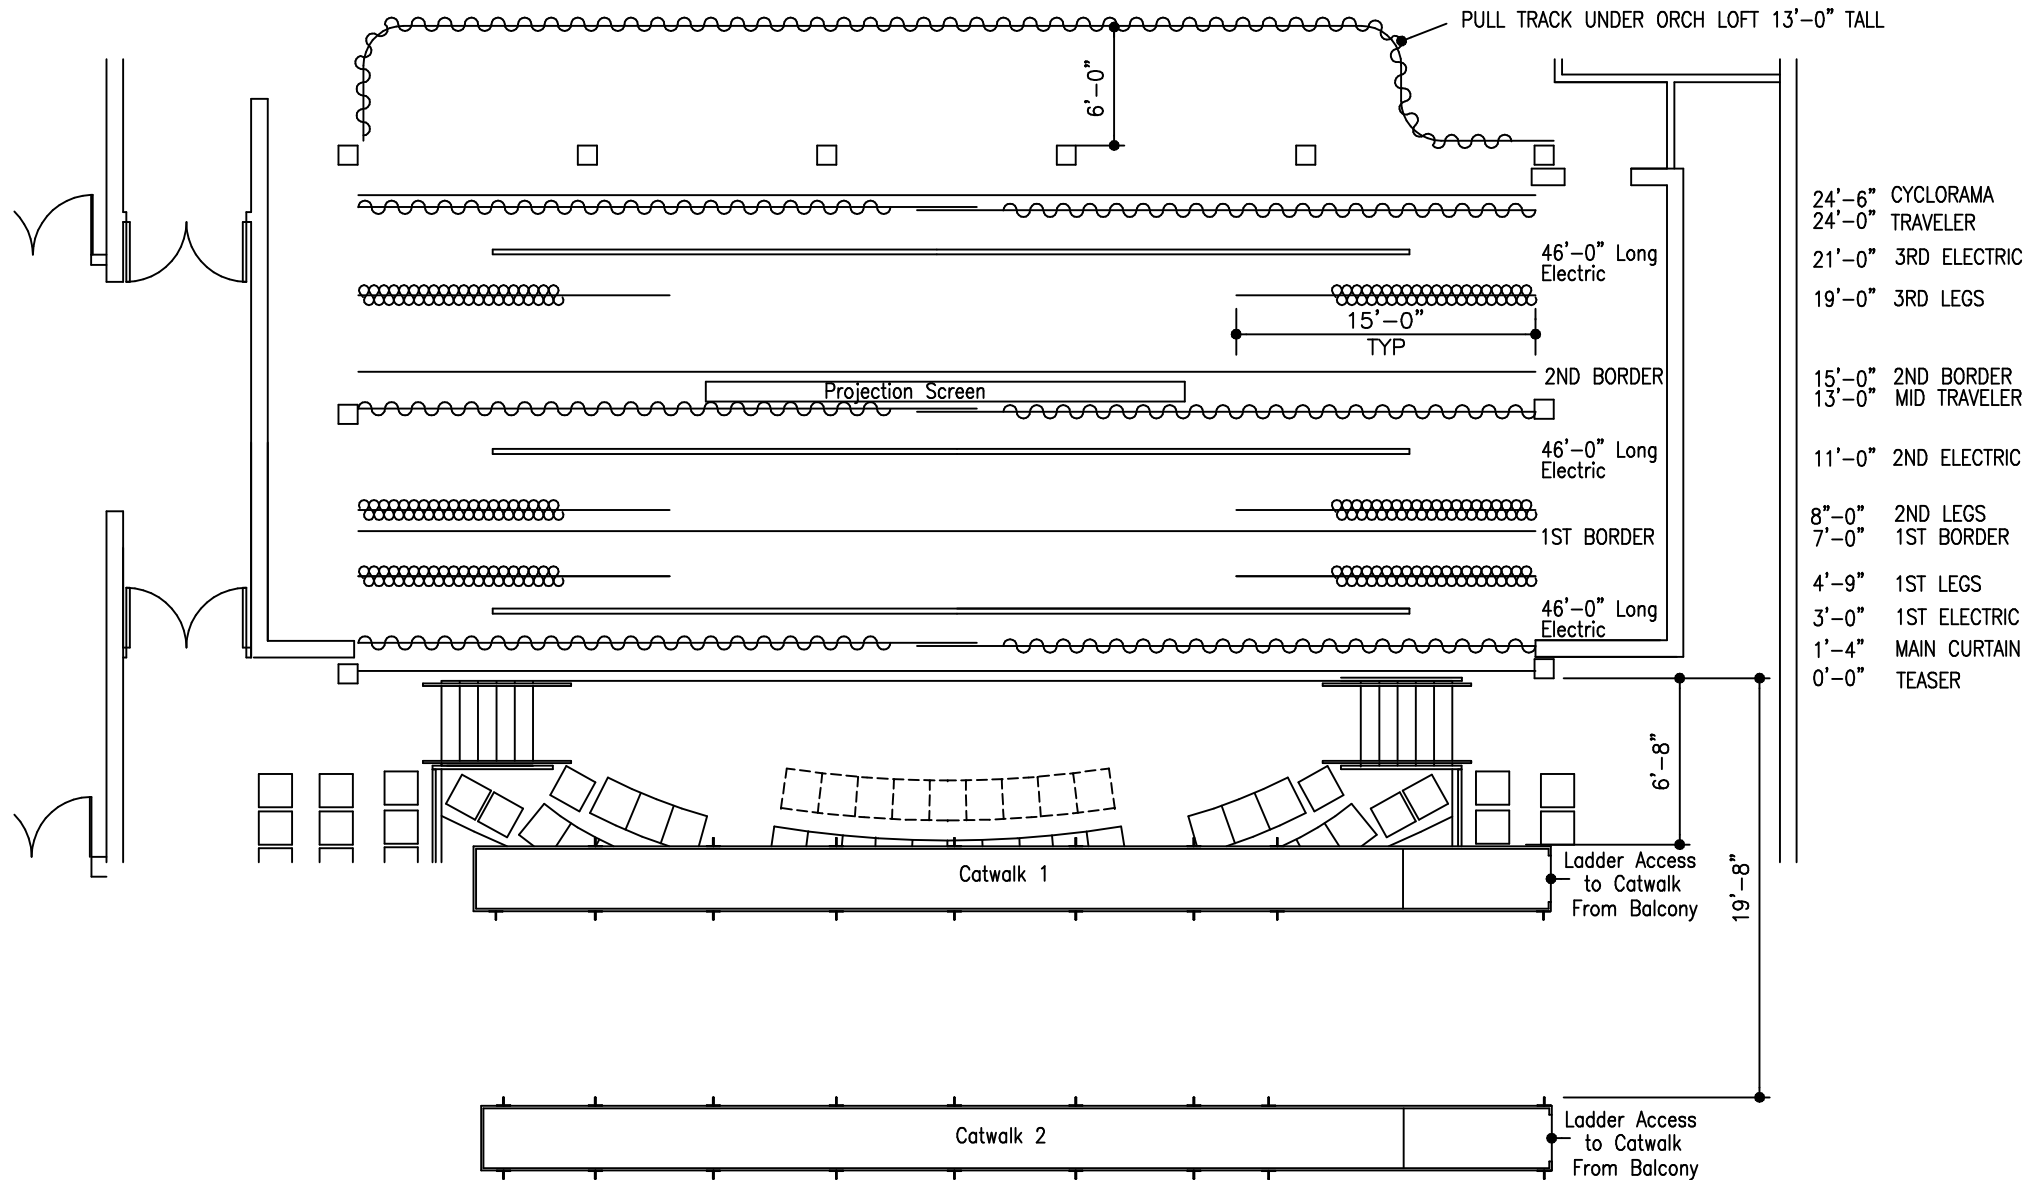 PULL TRACK UNDER ORCH LOFT 13'-0" TALL
6'-0"
24'-6" CYCLORAMA
24'-0" TRAVELER
46'-0" Long
Electric
21'-0" 3RD ELECTRIC
19'-0" 3RD LEGS
15'-0"
TYP
2ND BORDER
15'-0" 2ND BORDER
Projection Screen
13'-0" MID TRAVELER
46'-0" Long
Electric
11'-0" 2ND ELECTRIC
8"-0" 2ND LEGS
1ST BORDER
7'-0" 1ST BORDER
4'-9" 1ST LEGS
46'-0" Long
Electric
3'-0" 1ST ELECTRIC
1'-4" MAIN CURTAIN
0'-0" TEASER
6'-8"
19'-8"
Catwalk 1
Ladder Access
to Catwalk
From Balcony
Catwalk 2
Ladder Access
to Catwalk
From Balcony